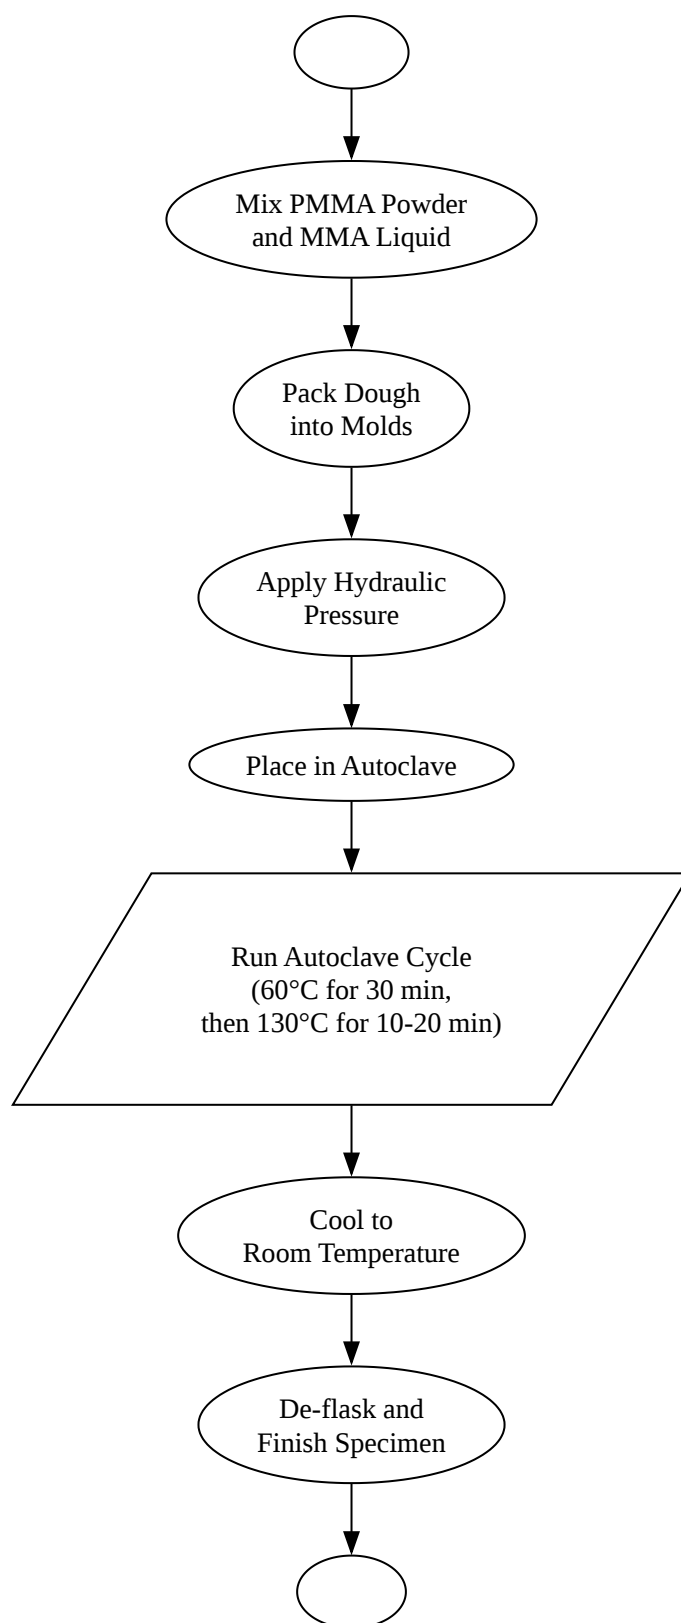 Mix PMMA Powder
and MMA Liquid
Pack Dough
into Molds
Apply Hydraulic
Pressure
Place in Autoclave
Run Autoclave Cycle
(60°C for 30 min,
then 130°C for 10-20 min)
Cool to
Room Temperature
De-flask and
Finish Specimen